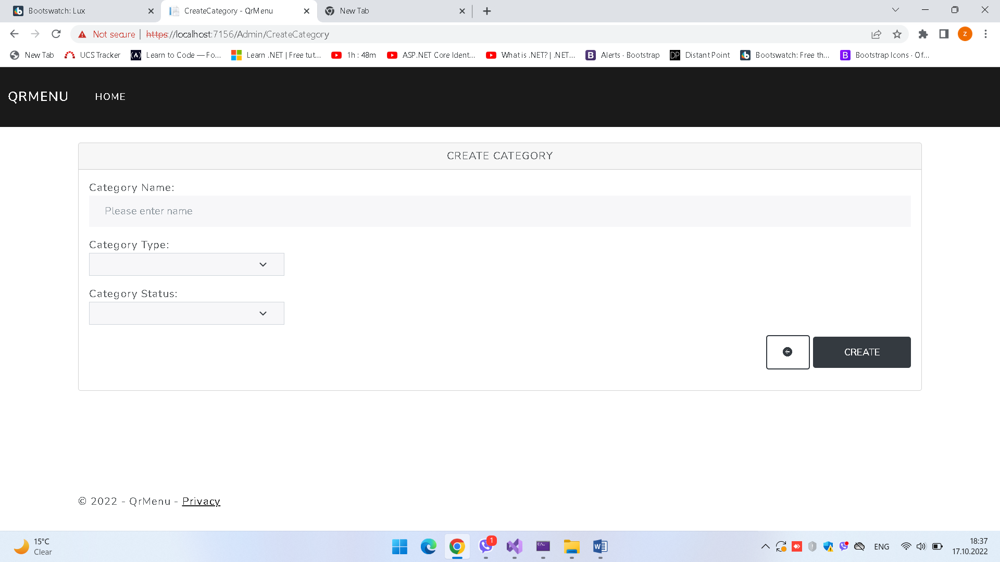 Bootswatch: Lux
CreateCategory - QrMenu
New Tab
Not secure | https://localhost:7156/Admin/CreateCategory
Z
New Tab
UCS Tracker
Learn to Code — Fo...
Learn .NET | Free tut...
1h : 48m
ASP.NET Core Ident...
What is .NET? | .NET...
Alerts · Bootstrap
DP
Distant Point
Bootswatch: Free th...
Bootstrap Icons · Of...
QRMENU
HOME
CREATE CATEGORY
Category Name:
Please enter name
Category Type:
Category Status:
CREATE
© 2022 - QrMenu - Privacy
15°C
Clear
1
ENG
18:37
17.10.2022